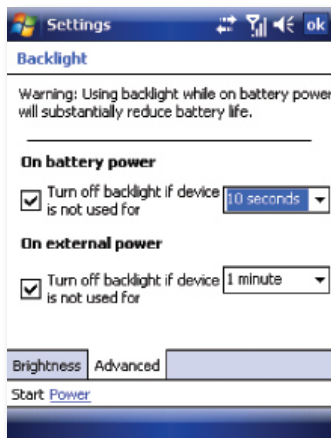 Settings ok
Backlight
Warning: Using backlight while on battery power
will substantially reduce battery life.
On battery power
Turn off backlight if device 10 seconds
is not used for
On external power
Turn off backlight if device 1 minute
is not used for
Brightness Advanced
Start Power